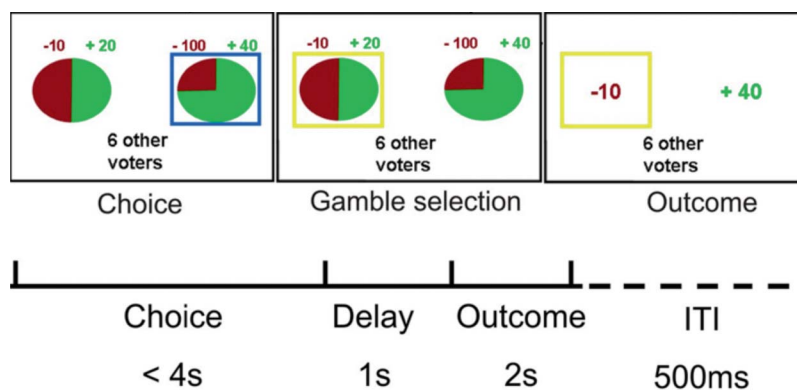 -10 + 20 - 100 + 40
6 other
voters
Choice
-10 + 20 - 100 + 40
6 other
voters
Gamble selection
-10 + 40
6 other
voters
Outcome
Choice Delay Outcome ITI
< 4s 1s 2s 500ms